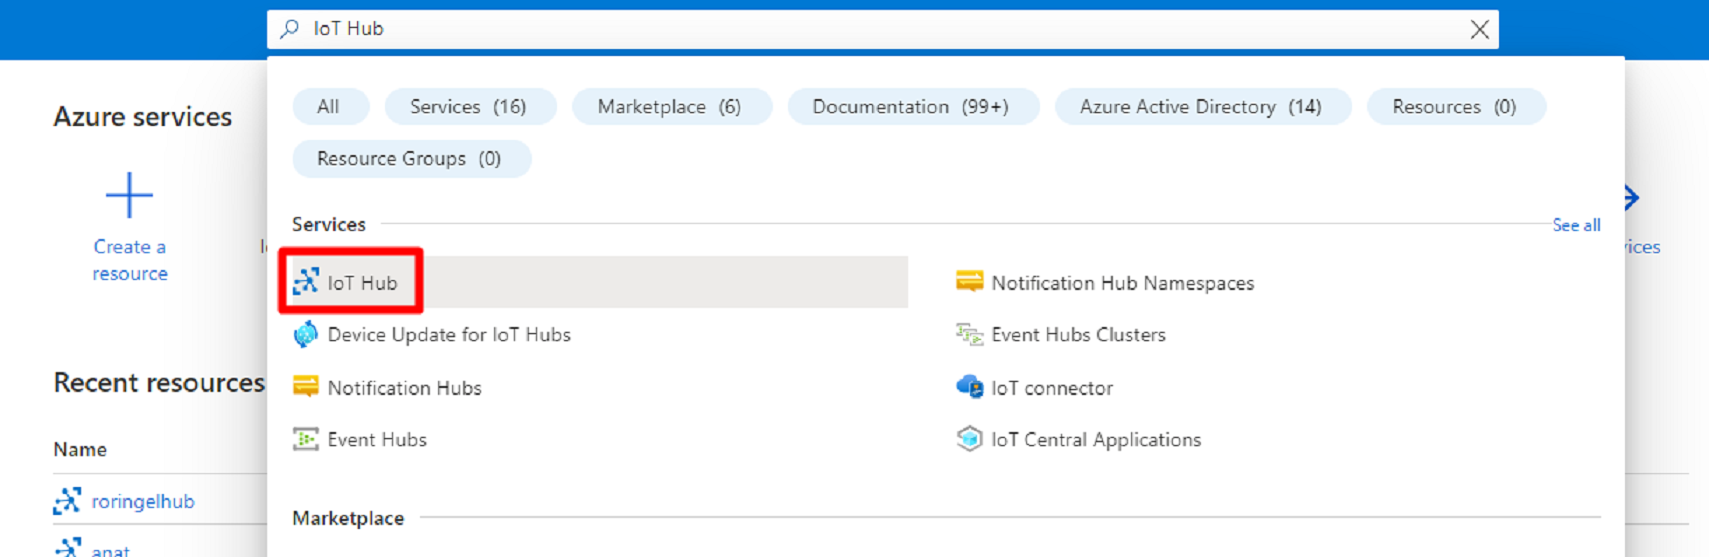 IoT Hub
All Services (16) Marketplace (6) Documentation (99+) Azure Active Directory (14) Resources (0)
Resource Groups (0)
Azure services
Create a
resource
Services See all
IoT Hub Notification Hub Namespaces
Device Update for IoT Hubs Event Hubs Clusters
Notification Hubs IoT connector
Event Hubs IoT Central Applications
Marketplace
Recent resources
Name
roringelhub
anat